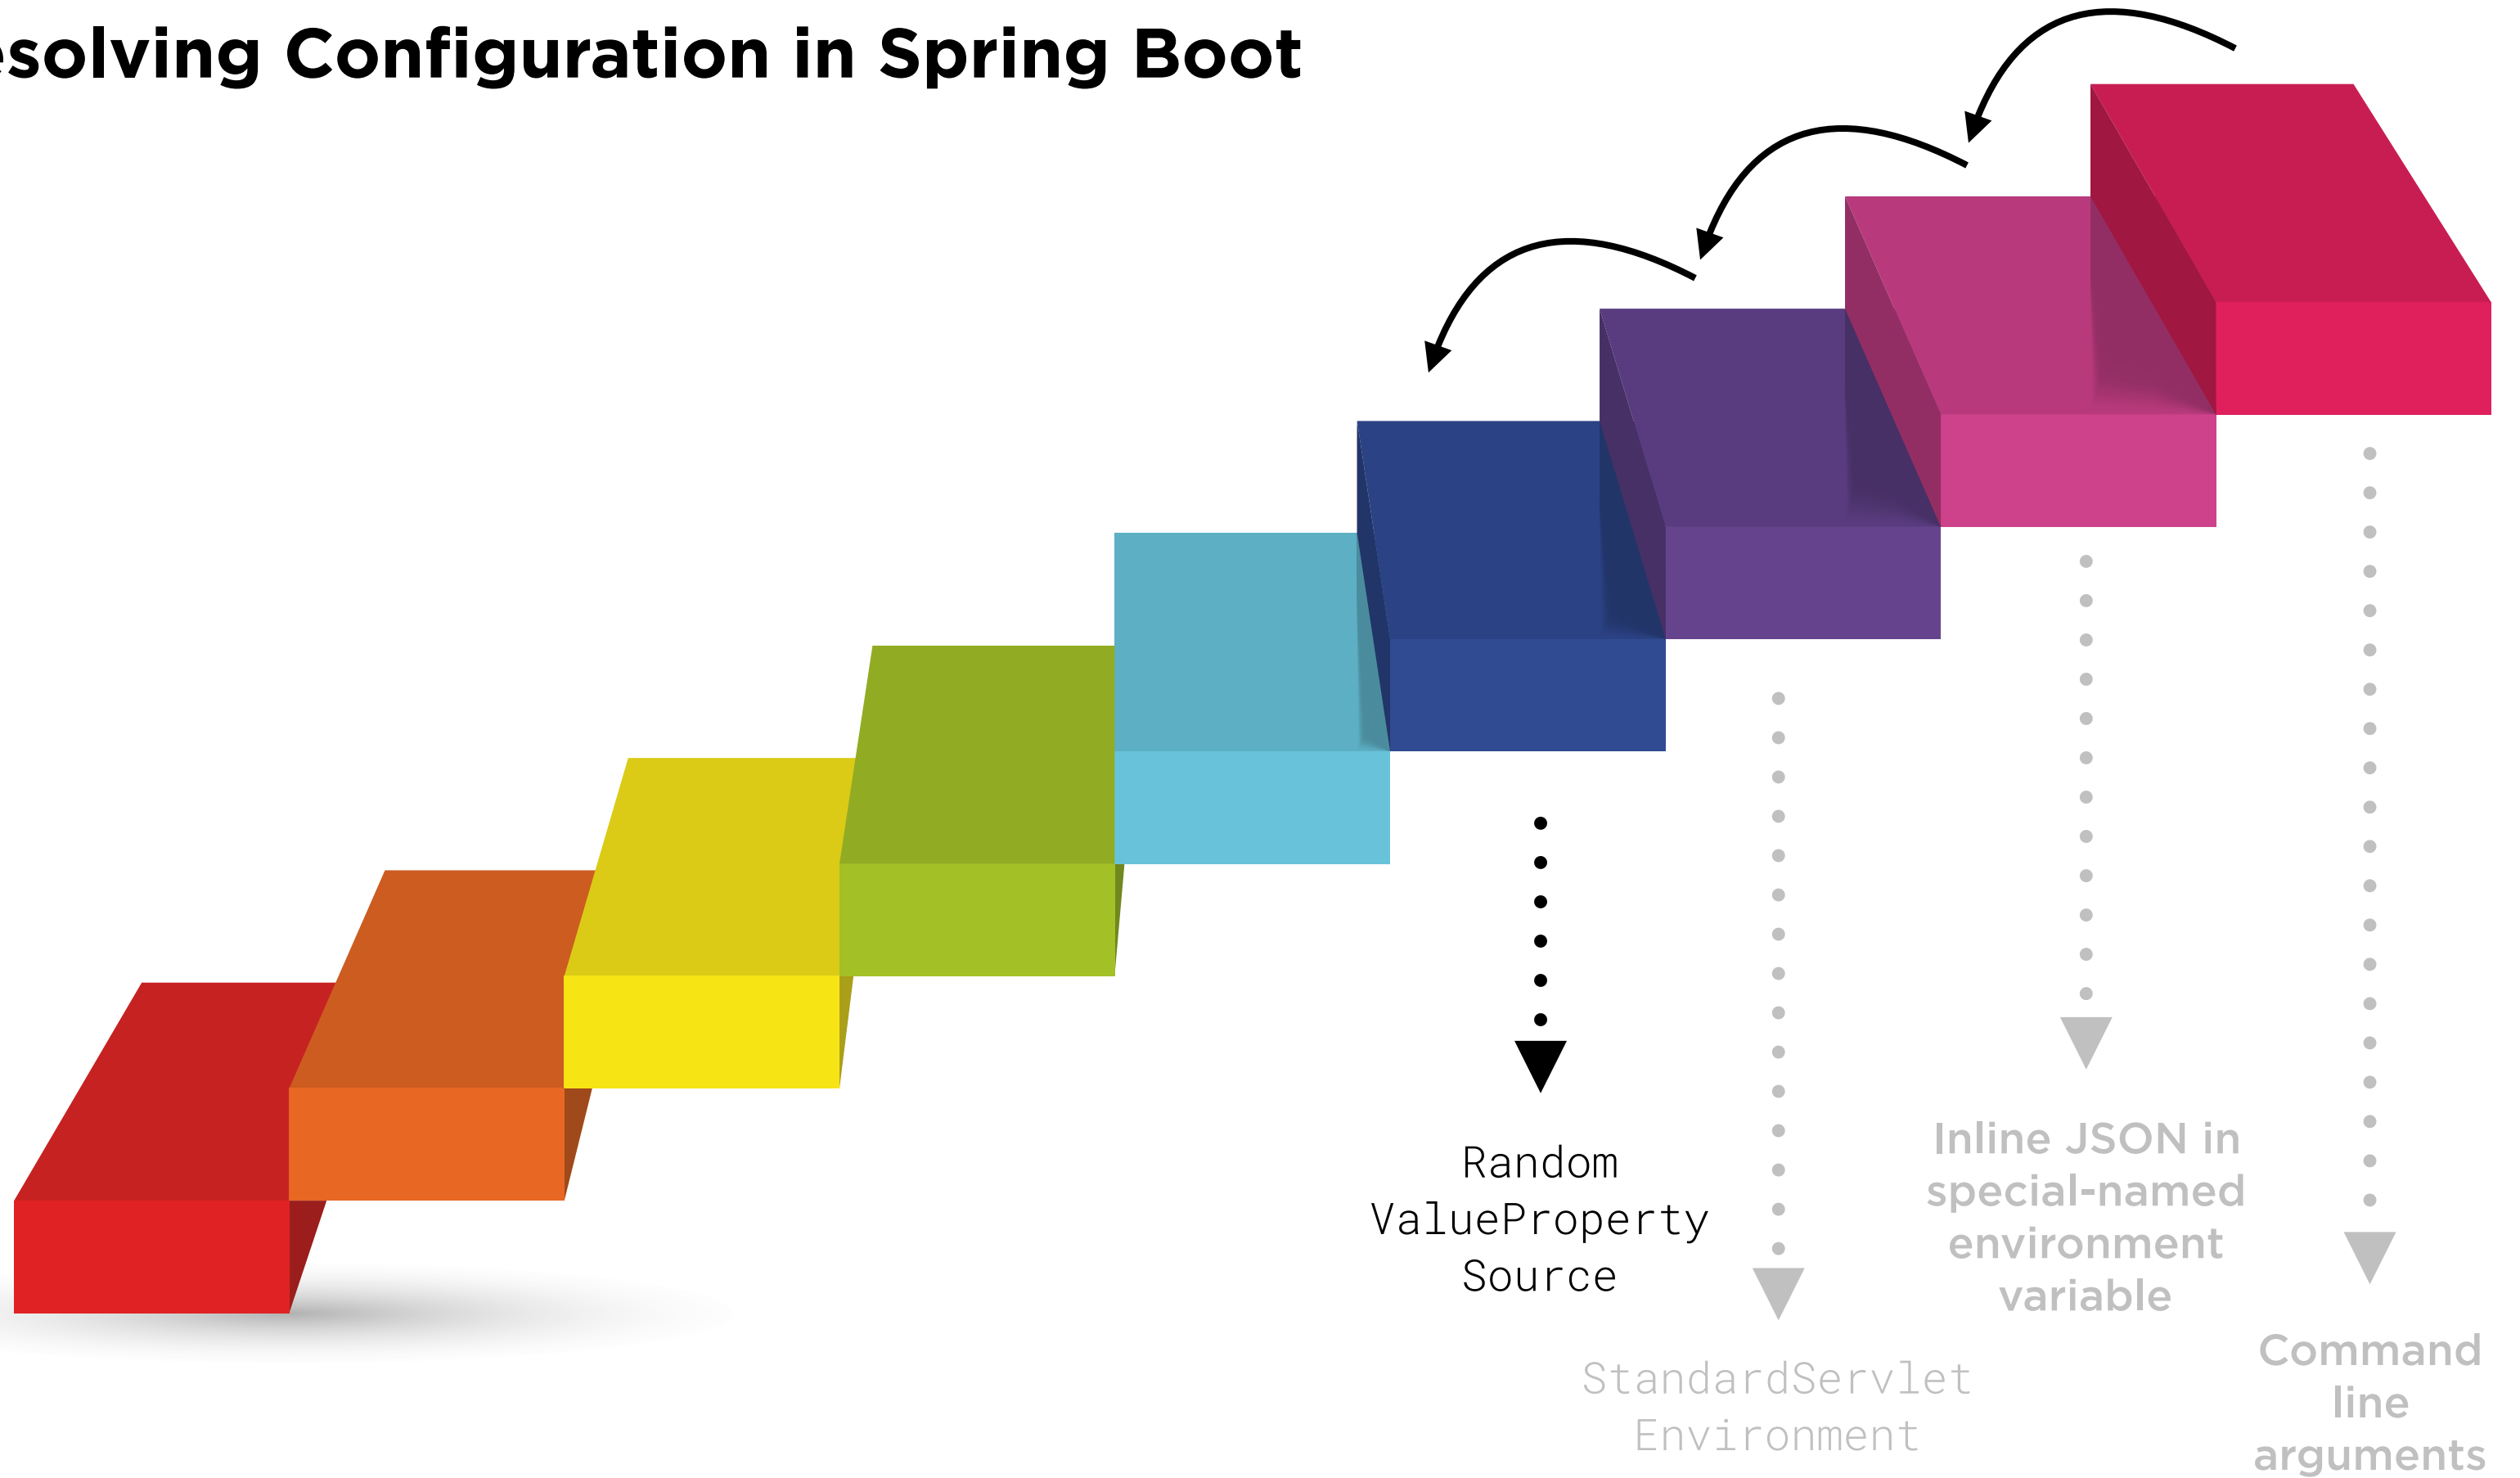 solving Configuration in Spring Boot
Random
ValueProperty
Source
StandardServlet
Environment
Inline JSON in
special-named
environment
variable
Command
line
arguments